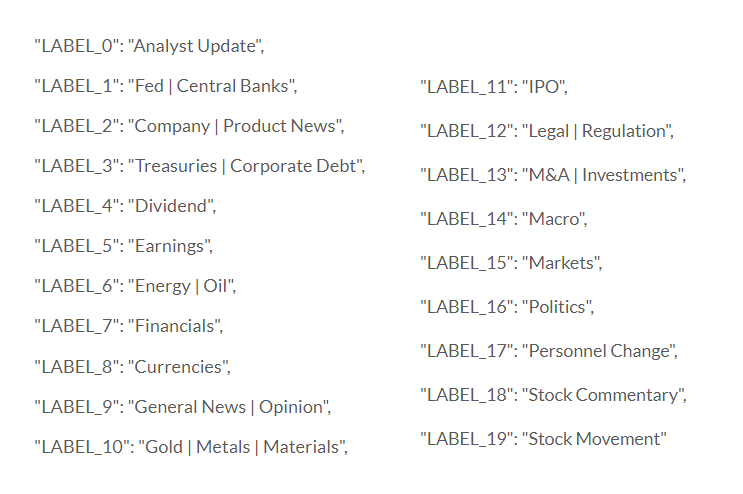 "LABEL_0": "Analyst Update",
"LABEL_1": "Fed | Central Banks",
"LABEL_2": "Company | Product News",
"LABEL_3": "Treasuries | Corporate Debt",
"LABEL_4": "Dividend",
"LABEL_5": "Earnings",
"LABEL_6": "Energy | Oil",
"LABEL_7": "Financials",
"LABEL_8": "Currencies",
"LABEL_9": "General News | Opinion",
"LABEL_10": "Gold | Metals | Materials",
"LABEL_11": "IPO",
"LABEL_12": "Legal | Regulation",
"LABEL_13": "M&A | Investments",
"LABEL_14": "Macro",
"LABEL_15": "Markets",
"LABEL_16": "Politics",
"LABEL_17": "Personnel Change",
"LABEL_18": "Stock Commentary",
"LABEL_19": "Stock Movement"